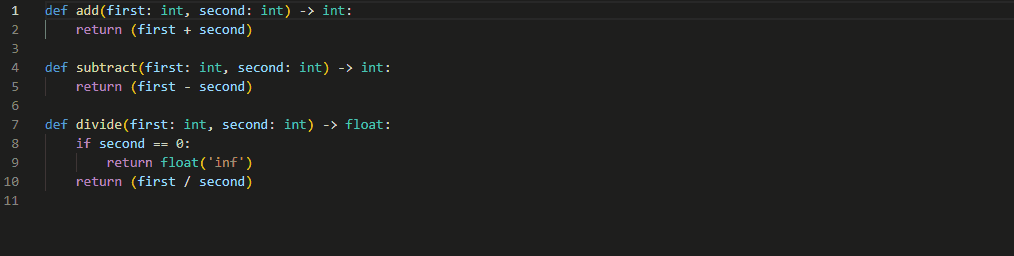 1 def add(first: int, second: int) -> int:
2     return (first + second)
3
4 def subtract(first: int, second: int) -> int:
5     return (first - second)
6
7 def divide(first: int, second: int) -> float:
8     if second == 0:
9         return float('inf')
10     return (first / second)
11